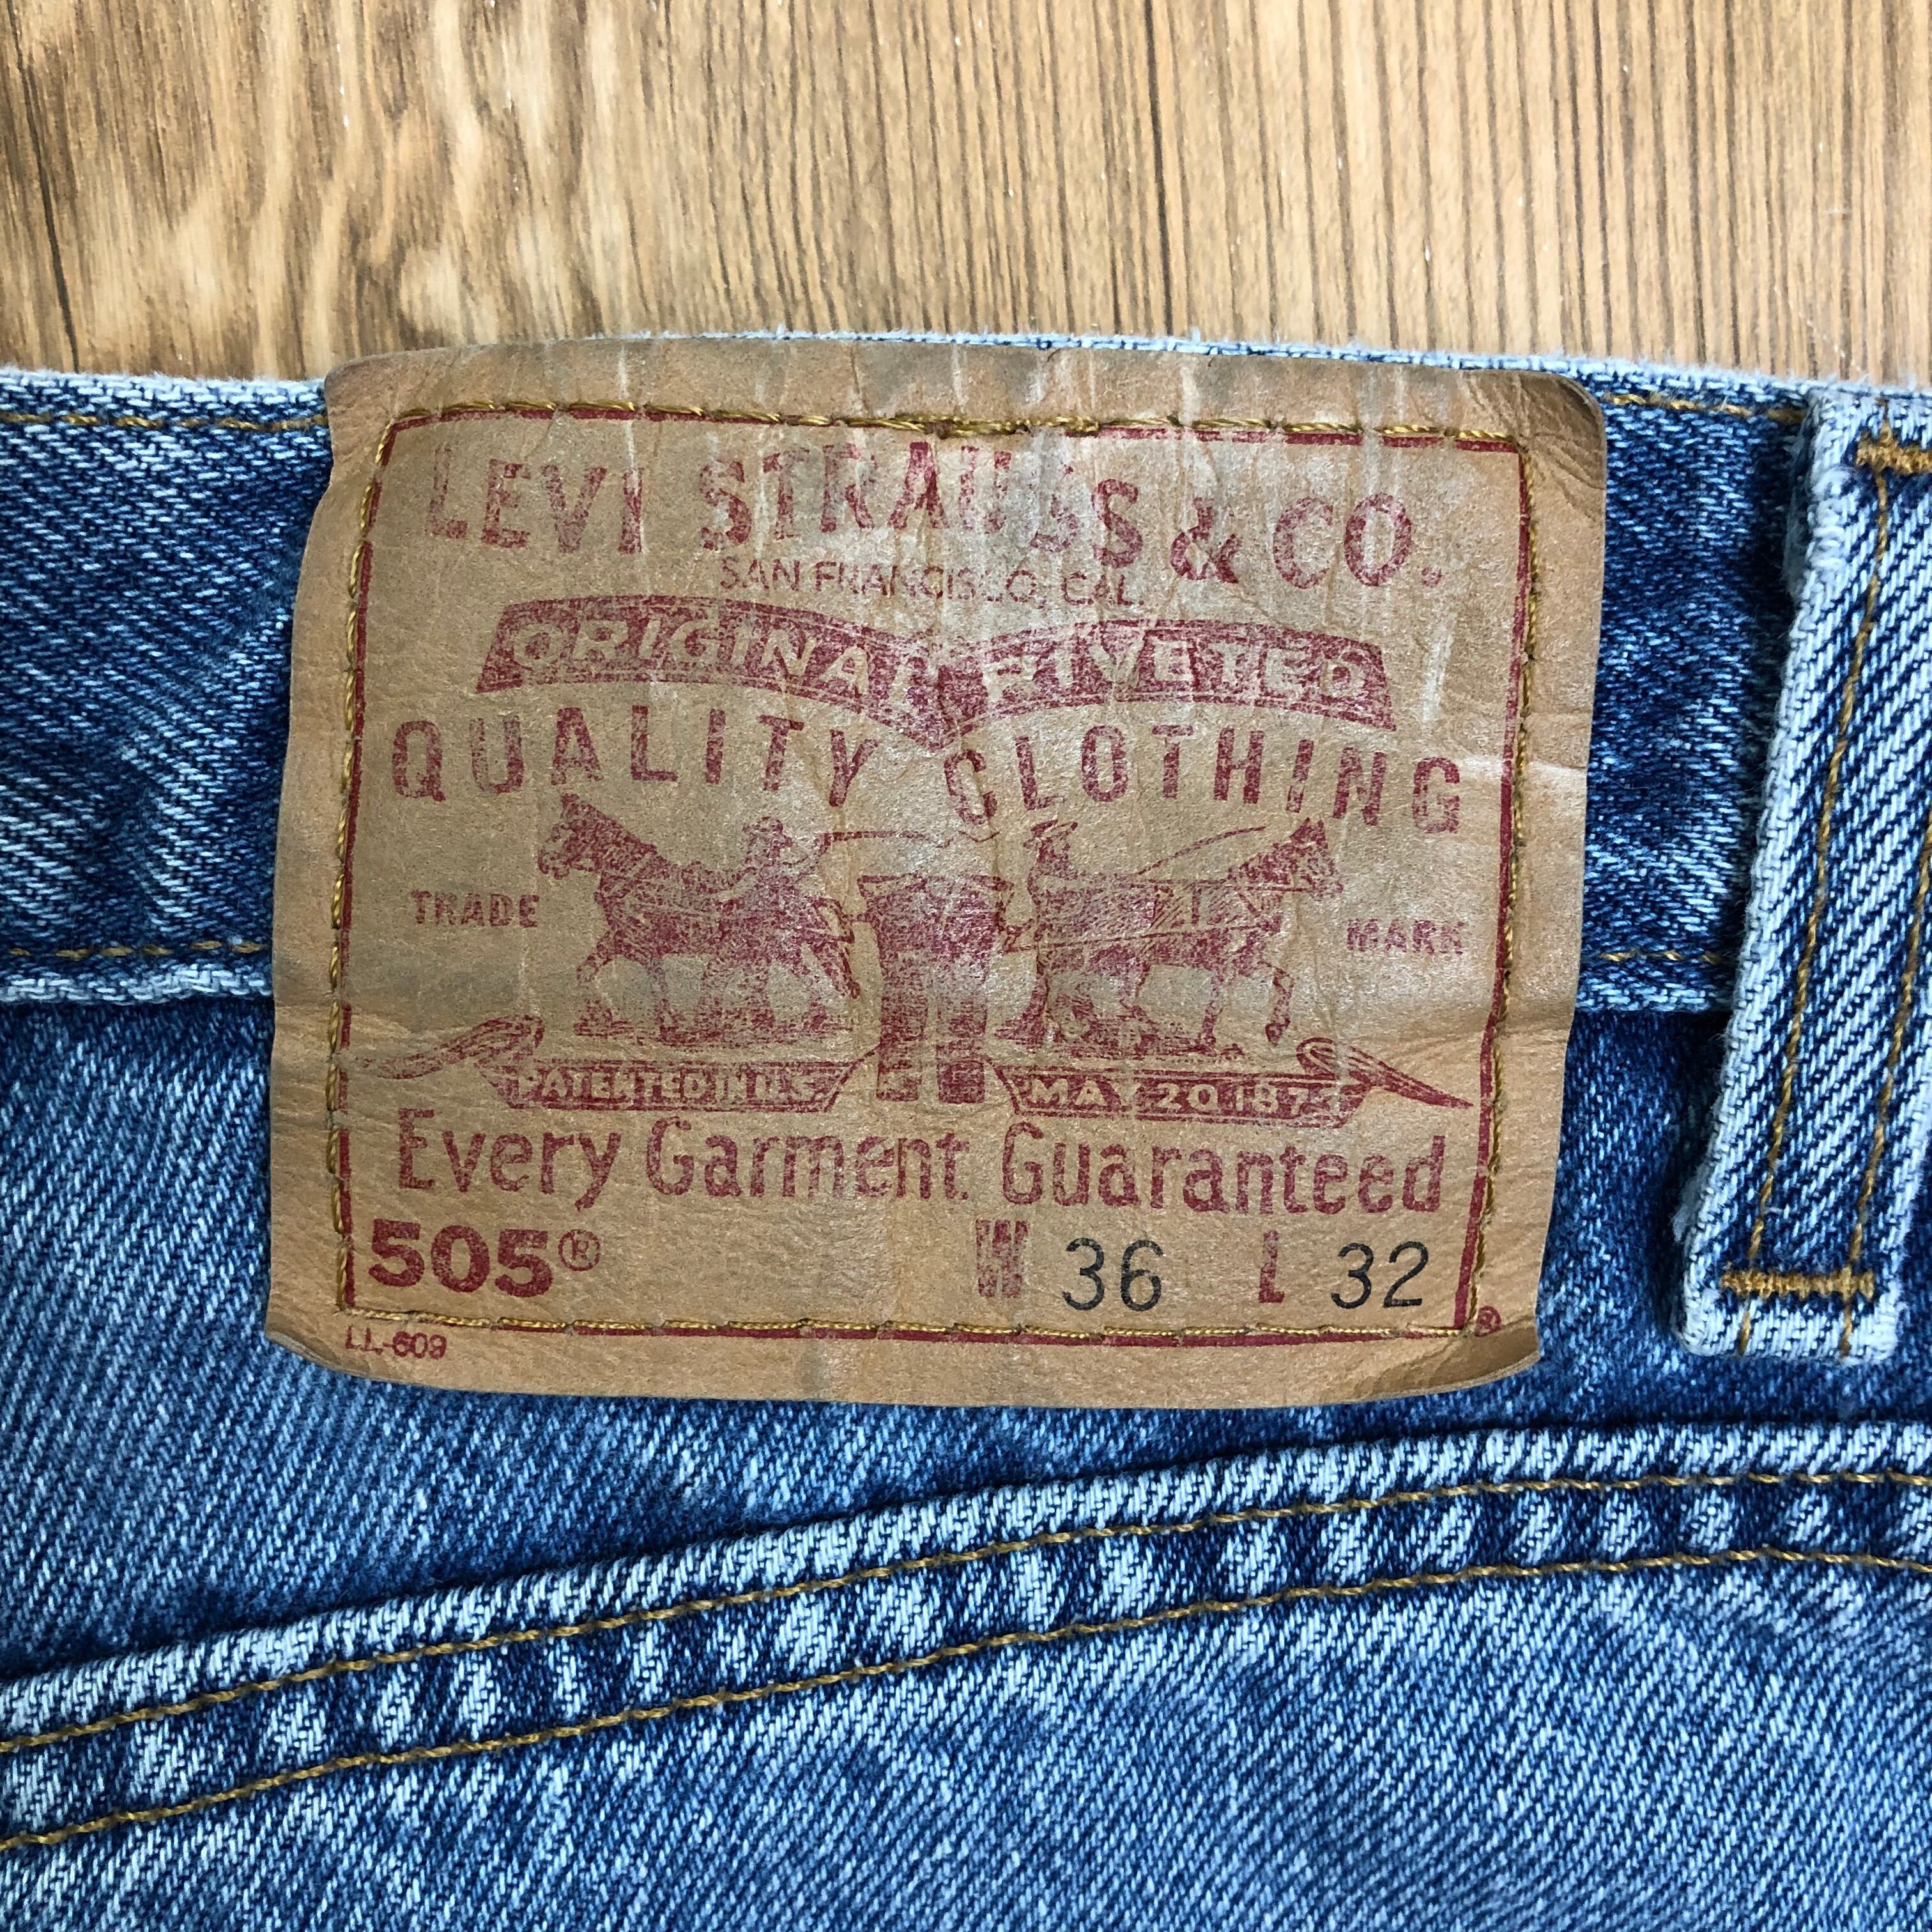 LEVI STRAUSS & CO.
SAN FRANCISCO, CAL.
ORIGINAL RIVETED
QUALITY CLOTHING
TRADE MARK
PATENTED IN U.S. MAY 20 1873
Every Garment Guaranteed
505® W 36 L 32
®
LL-609